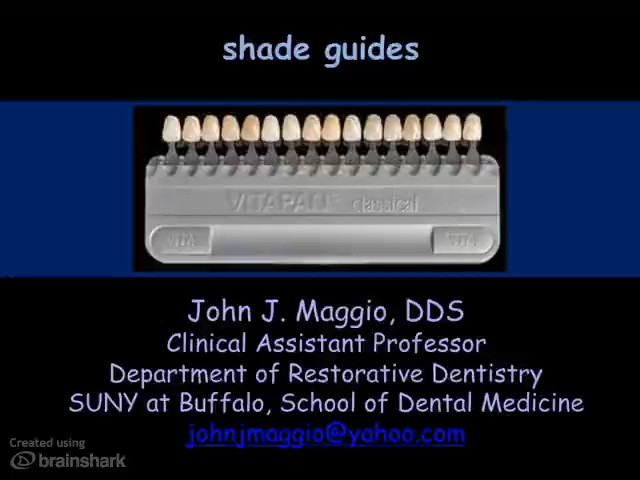 shade guides
VITAPAN® classical
VITA VITA
John J. Maggio, DDS
Clinical Assistant Professor
Department of Restorative Dentistry
SUNY at Buffalo, School of Dental Medicine
johnjmaggio@yahoo.com
Created using
brainshark